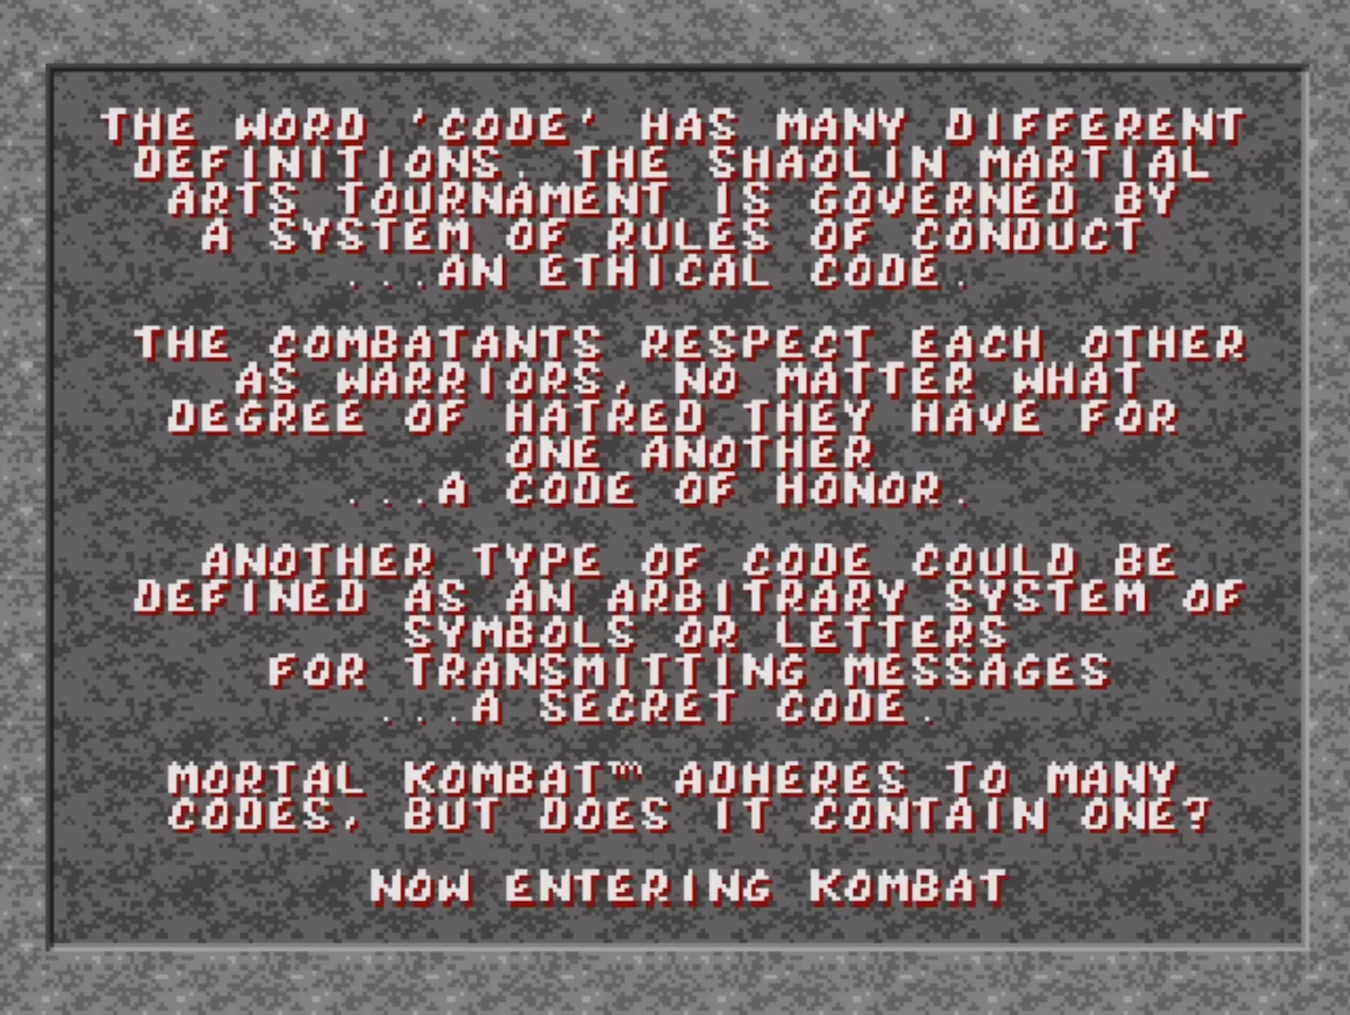 THE WORD 'CODE' HAS MANY DIFFERENT
DEFINITIONS. THE SHAOLIN MARTIAL
ARTS TOURNAMENT IS GOVERNED BY
A SYSTEM OF RULES OF CONDUCT
...AN ETHICAL CODE.
THE COMBATANTS RESPECT EACH OTHER
AS WARRIORS, NO MATTER WHAT
DEGREE OF HATRED THEY HAVE FOR
ONE ANOTHER
...A CODE OF HONOR.
ANOTHER TYPE OF CODE COULD BE
DEFINED AS AN ARBITRARY SYSTEM OF
SYMBOLS OR LETTERS
FOR TRANSMITTING MESSAGES
...A SECRET CODE.
MORTAL KOMBAT™ ADHERES TO MANY
CODES, BUT DOES IT CONTAIN ONE?
NOW ENTERING KOMBAT